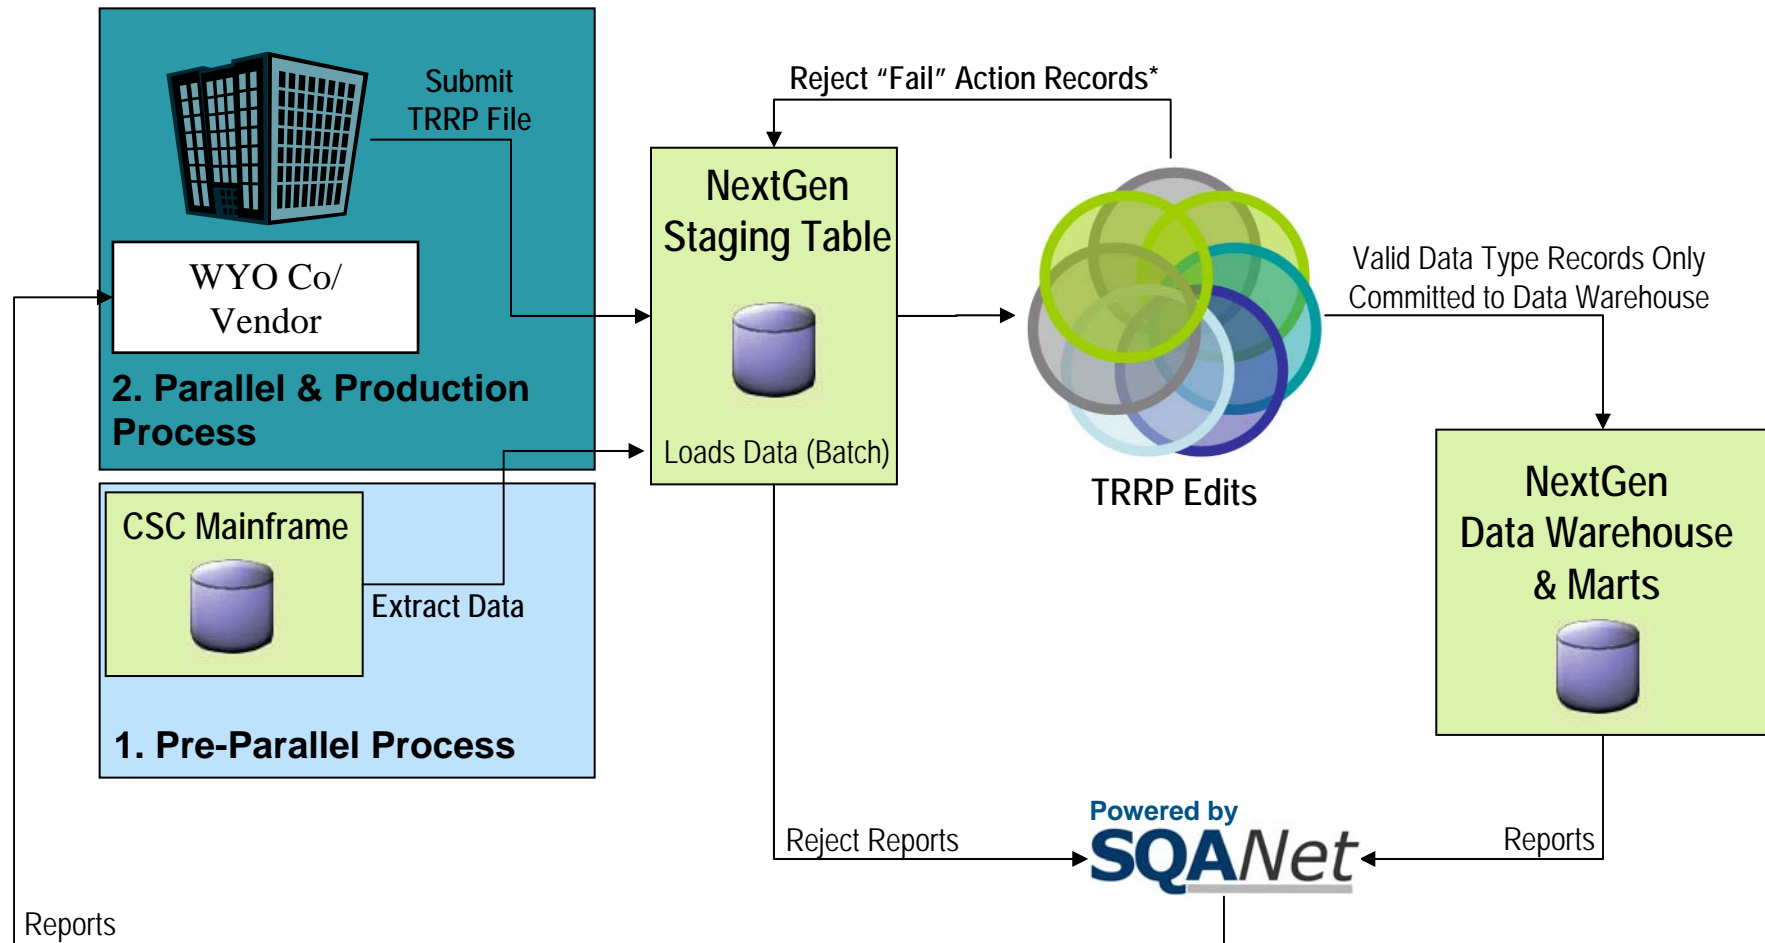 Submit
TRRP File
WYO Co/
Vendor
2. Parallel & Production
Process
CSC Mainframe
Extract Data
1. Pre-Parallel Process
Reject “Fail” Action Records*
NextGen
Staging Table
Loads Data (Batch)
TRRP Edits
Valid Data Type Records Only
Committed to Data Warehouse
NextGen
Data Warehouse
& Marts
Reject Reports
Powered by
SQANet
Reports
Reports